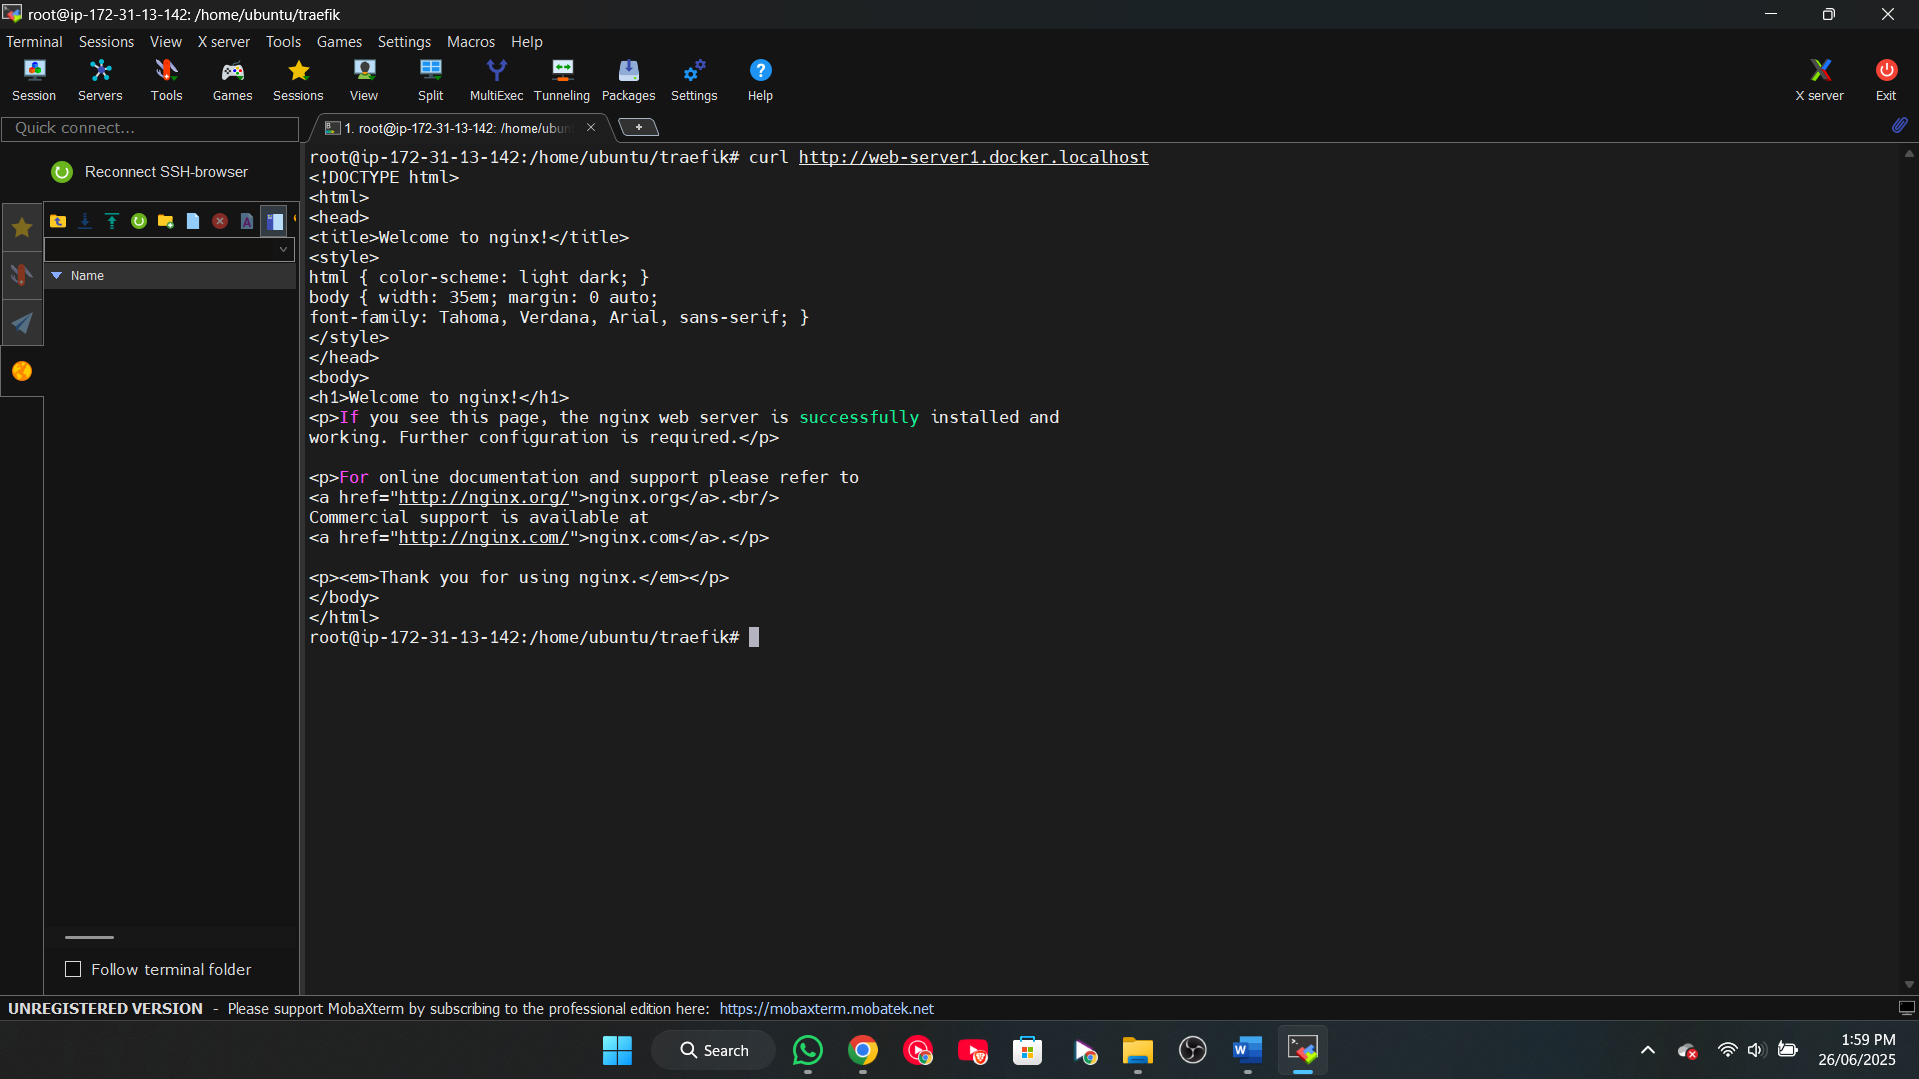 root@ip-172-31-13-142: /home/ubuntu/traefik
Terminal Sessions View X server Tools Games Settings Macros Help
Session Servers Tools Games Sessions View Split MultiExec Tunneling Packages Settings Help X server Exit
Quick connect...
1. root@ip-172-31-13-142: /home/ubun
Reconnect SSH-browser
Name
root@ip-172-31-13-142:/home/ubuntu/traefik# curl http://web-server1.docker.localhost
<!DOCTYPE html>
<html>
<head>
<title>Welcome to nginx!</title>
<style>
html { color-scheme: light dark; }
body { width: 35em; margin: 0 auto;
font-family: Tahoma, Verdana, Arial, sans-serif; }
</style>
</head>
<body>
<h1>Welcome to nginx!</h1>
<p>If you see this page, the nginx web server is successfully installed and
working. Further configuration is required.</p>

<p>For online documentation and support please refer to
<a href="http://nginx.org/">nginx.org</a>.<br/>
Commercial support is available at
<a href="http://nginx.com/">nginx.com</a>.</p>

<p><em>Thank you for using nginx.</em></p>
</body>
</html>
root@ip-172-31-13-142:/home/ubuntu/traefik#
Follow terminal folder
UNREGISTERED VERSION - Please support MobaXterm by subscribing to the professional edition here: https://mobaxterm.mobatek.net
Search
1:59 PM
26/06/2025